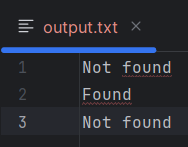 output.txt
1 Not found
2 Found
3 Not found